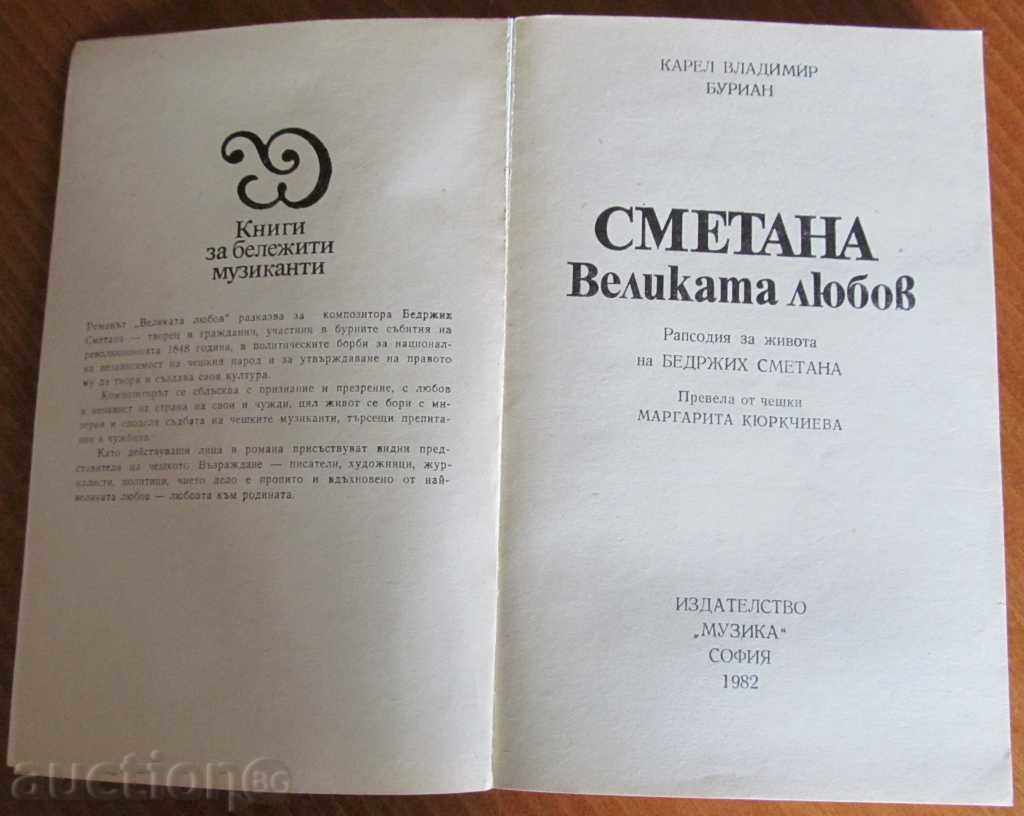 Книги
за бележити
музиканти
Романът „Великата любов" разказва за композитора Бедржих
Сметана — творец и гражданин, участник в бурните събития на
революционната 1848 година, в политическите борби за национал-
на независимост на чешкия народ и за утвърждаване на правото
му да твори и създава своя култура.
Композиторът се сблъсква с признание и презрение, с любов
и ненавист от страна на свои и чужди, цял живот се бори с ми-
зерия и споделя съдбата на чешките музиканти, търсещи препита-
ние в чужбина.
Като действуващи лица в романа присъствуват видни пред-
ставители на чешкото Възраждане — писатели, художници, жур-
налисти, политици, чието дело е пропито и вдъхновено от най-
великата любов — любовта към родината.
КАРЕЛ ВЛАДИМИР
БУРИАН
СМЕТАНА
Великата любов
Рапсодия за живота
на БЕДРЖИХ СМЕТАНА
Превела от чешки
МАРГАРИТА КЮРКЧИЕВА
ИЗДАТЕЛСТВО
„МУЗИКА"
СОФИЯ
1982
auction BG